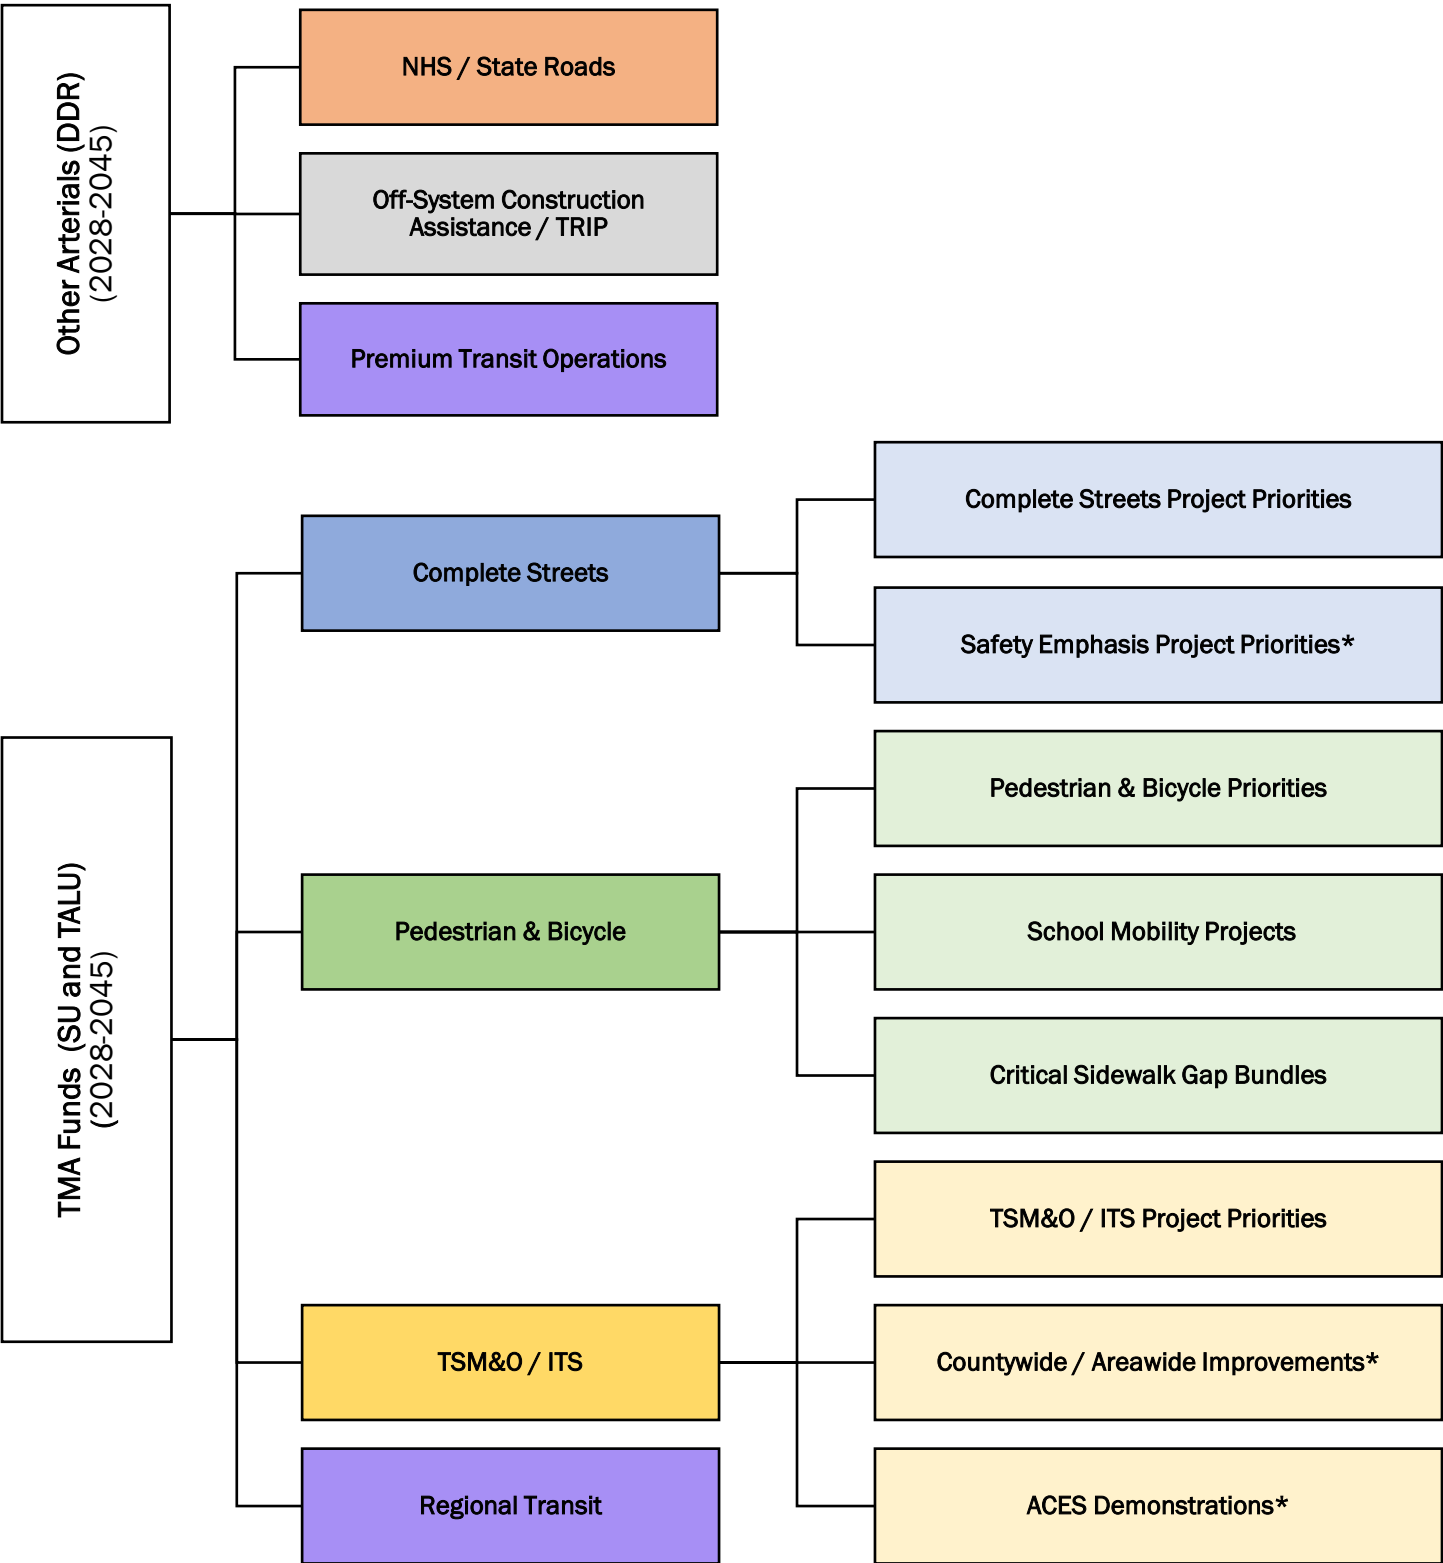 Other Arterials (DDR)
(2028-2045)
NHS / State Roads
Off-System Construction
Assistance / TRIP
Premium Transit Operations
TMA Funds  (SU and TALU)
(2028-2045)
Complete Streets
Complete Streets Project Priorities
Safety Emphasis Project Priorities*
Pedestrian & Bicycle
Pedestrian & Bicycle Priorities
School Mobility Projects
Critical Sidewalk Gap Bundles
TSM&O / ITS
TSM&O / ITS Project Priorities
Countywide / Areawide Improvements*
ACES Demonstrations*
Regional Transit